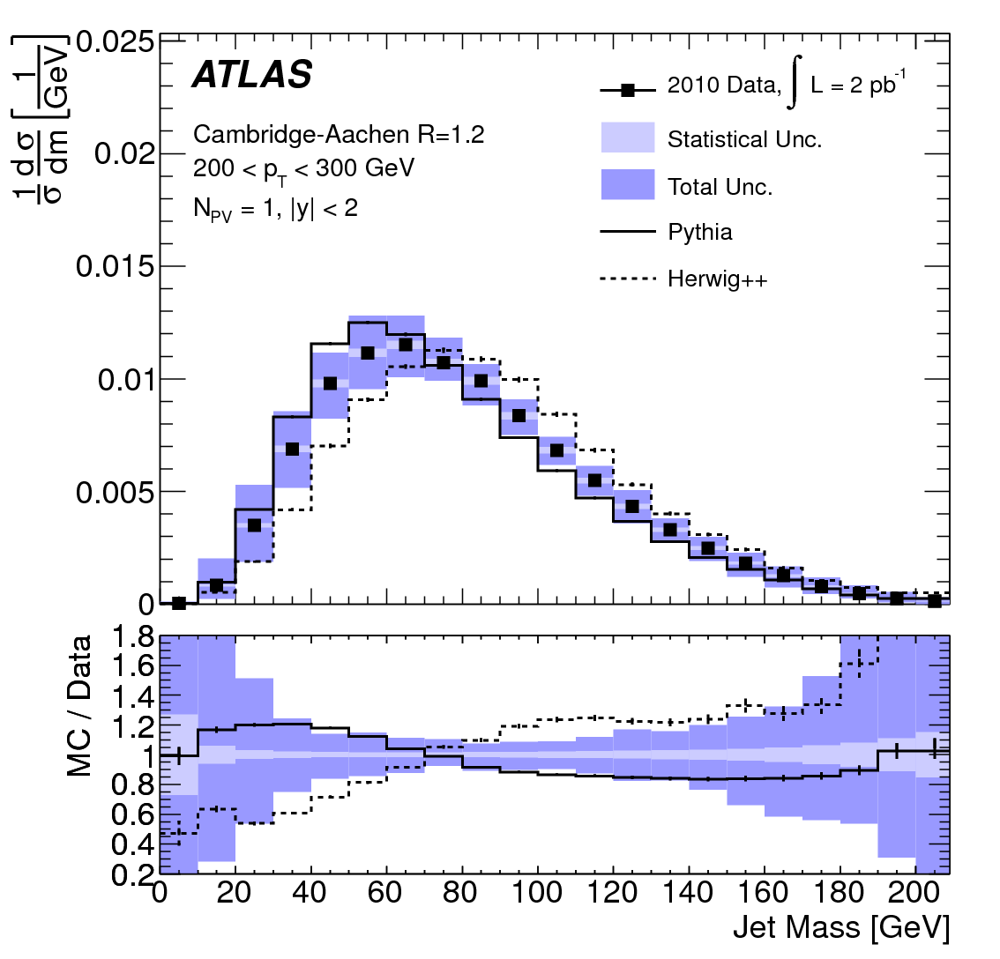 1/σ dσ/dm [1/GeV]
0.025
0.02
0.015
0.01
0.005
0
ATLAS
Cambridge-Aachen R=1.2
200 < p_T < 300 GeV
N_PV = 1, |y| < 2
2010 Data, ∫ L = 2 pb^-1
Statistical Unc.
Total Unc.
Pythia
Herwig++
MC / Data
1.8
1.6
1.4
1.2
1
0.8
0.6
0.4
0.2
0 20 40 60 80 100 120 140 160 180 200
Jet Mass [GeV]